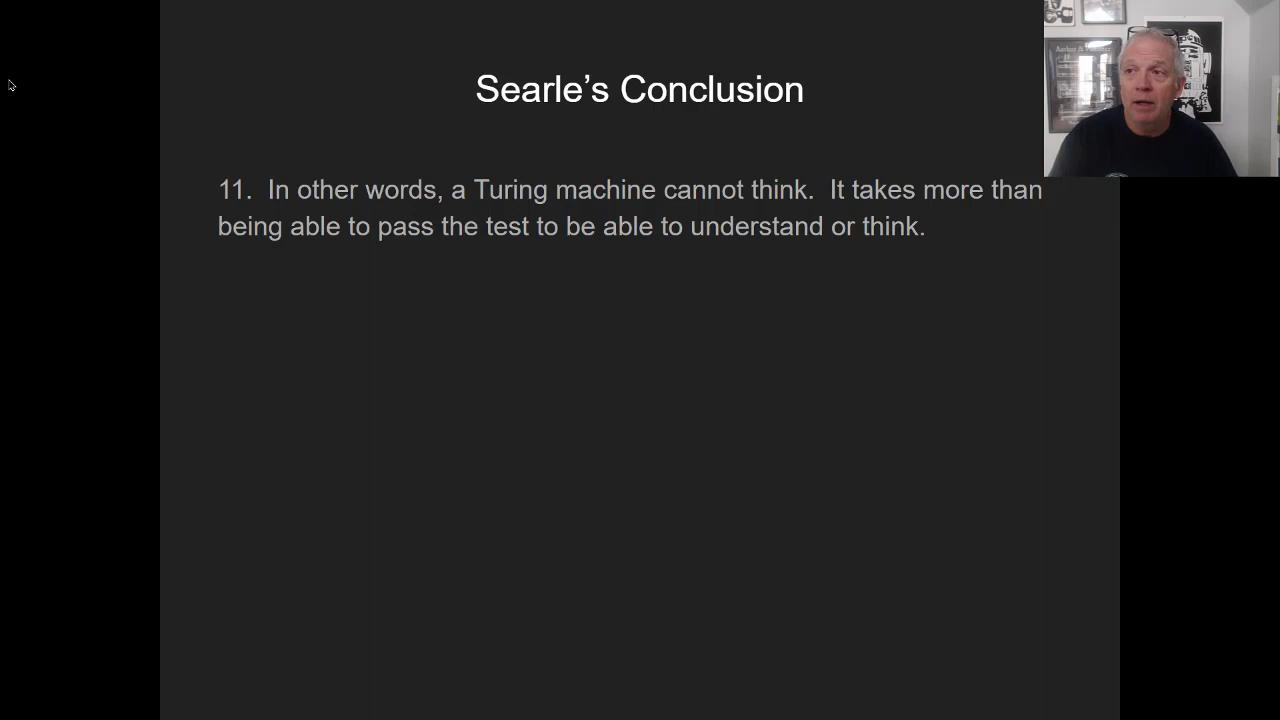 Searle’s Conclusion
11.  In other words, a Turing machine cannot think.  It takes more than
being able to pass the test to be able to understand or think.